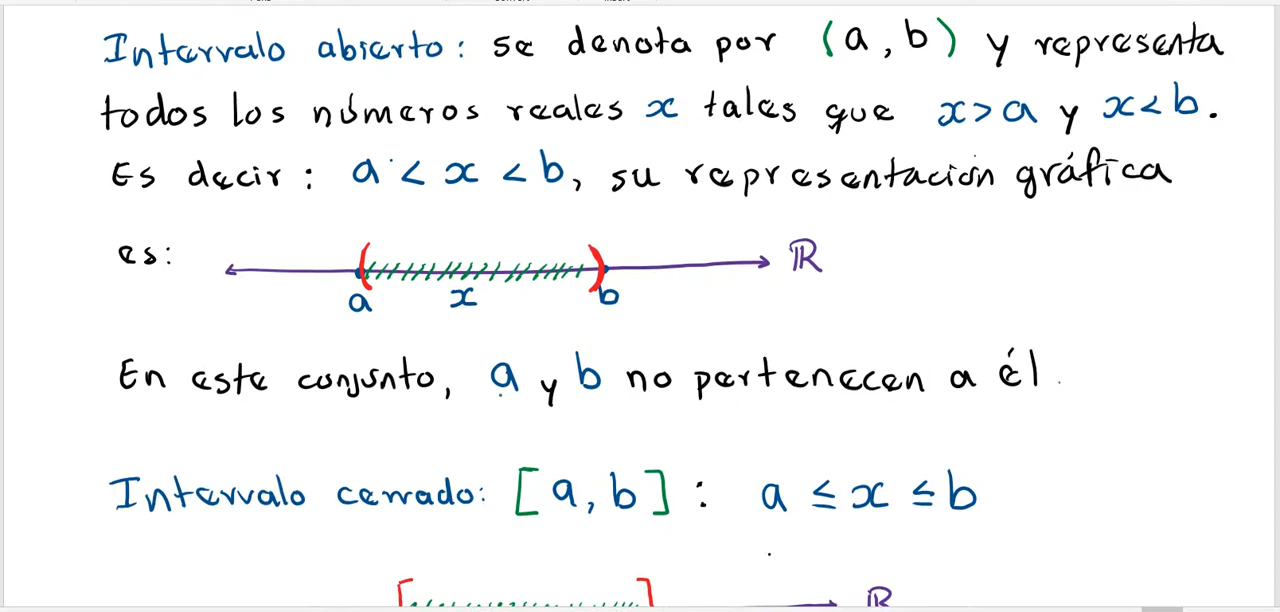 Intervalo abierto: se denota por (a, b) y representa
todos los números reales x tales que x>a y x<b.
Es decir: a < x < b, su representación gráfica
es: ( ) ℝ
a x b
En este conjunto, a y b no pertenecen a él.
Intervalo cerrado: [a, b]: a ≤ x ≤ b
[ ] ℝ